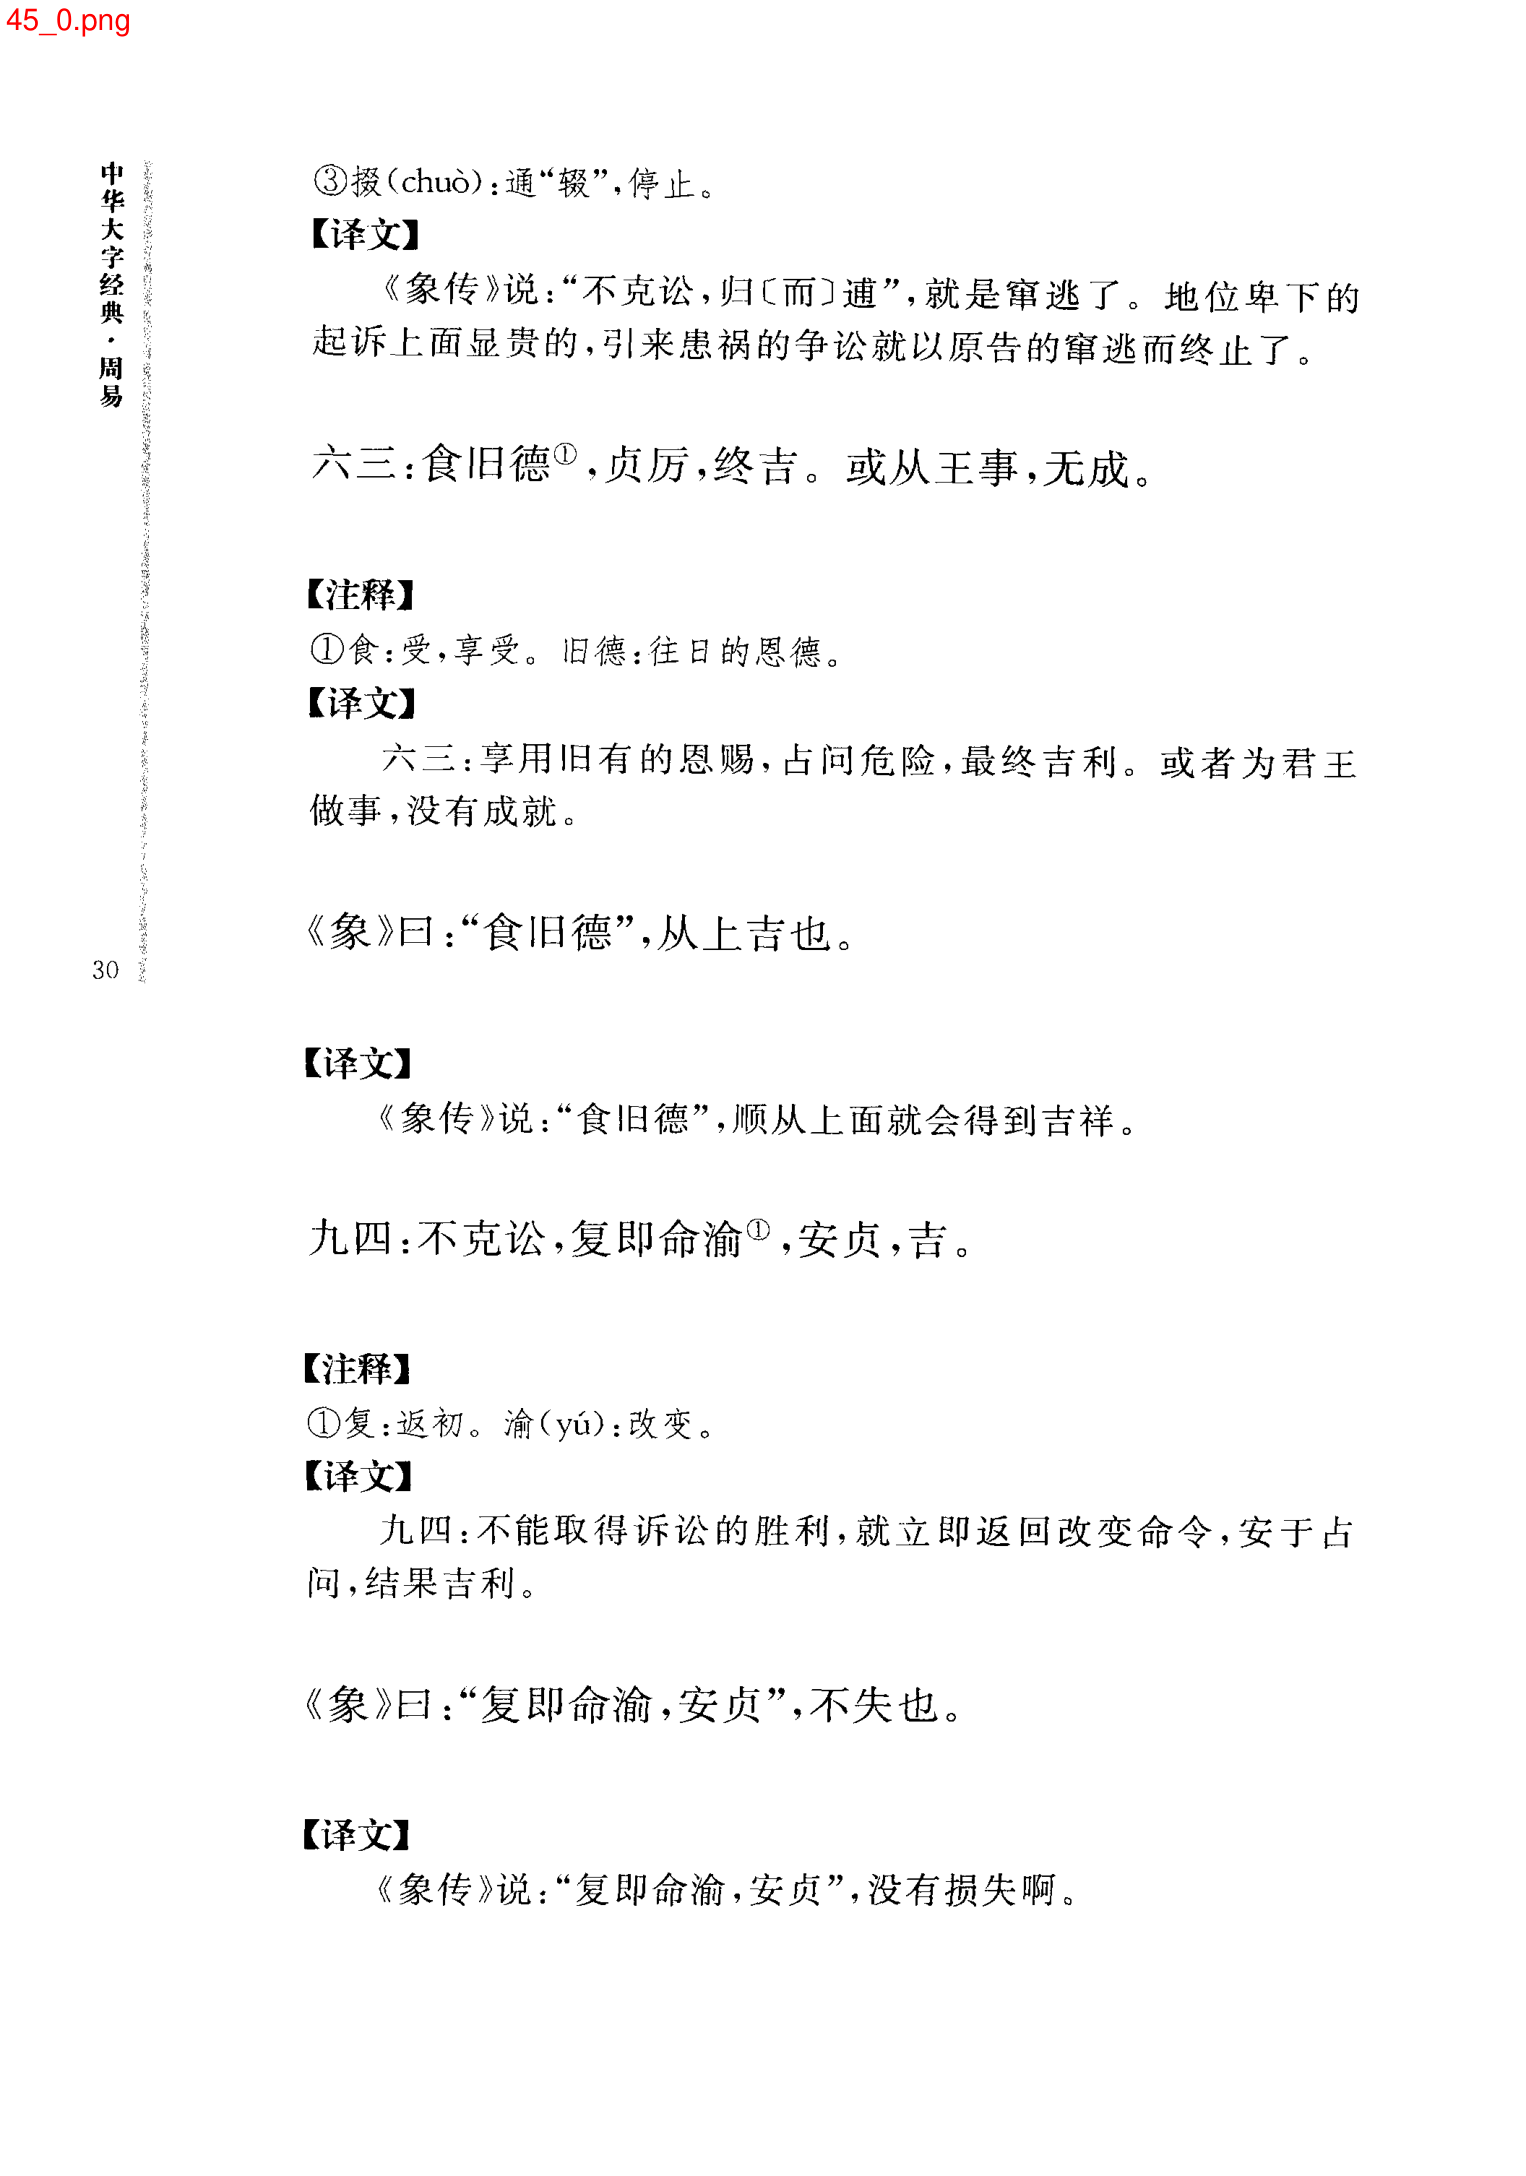 45_0.png
中华大字经典·周易
30
③掇(chuò):通“辍”,停止。
【译文】
《象传》说:“不克讼,归〔而〕逋”,就是窜逃了。地位卑下的
起诉上面显贵的,引来患祸的争讼就以原告的窜逃而终止了。
六三:食旧德①,贞厉,终吉。或从王事,无成。
【注释】
①食:受,享受。旧德:往日的恩德。
【译文】
六三:享用旧有的恩赐,占问危险,最终吉利。或者为君王
做事,没有成就。
《象》曰:“食旧德”,从上吉也。
【译文】
《象传》说:“食旧德”,顺从上面就会得到吉祥。
九四:不克讼,复即命渝①,安贞,吉。
【注释】
①复:返初。渝(yú):改变。
【译文】
九四:不能取得诉讼的胜利,就立即返回改变命令,安于占
问,结果吉利。
《象》曰:“复即命渝,安贞”,不失也。
【译文】
《象传》说:“复即命渝,安贞”,没有损失啊。